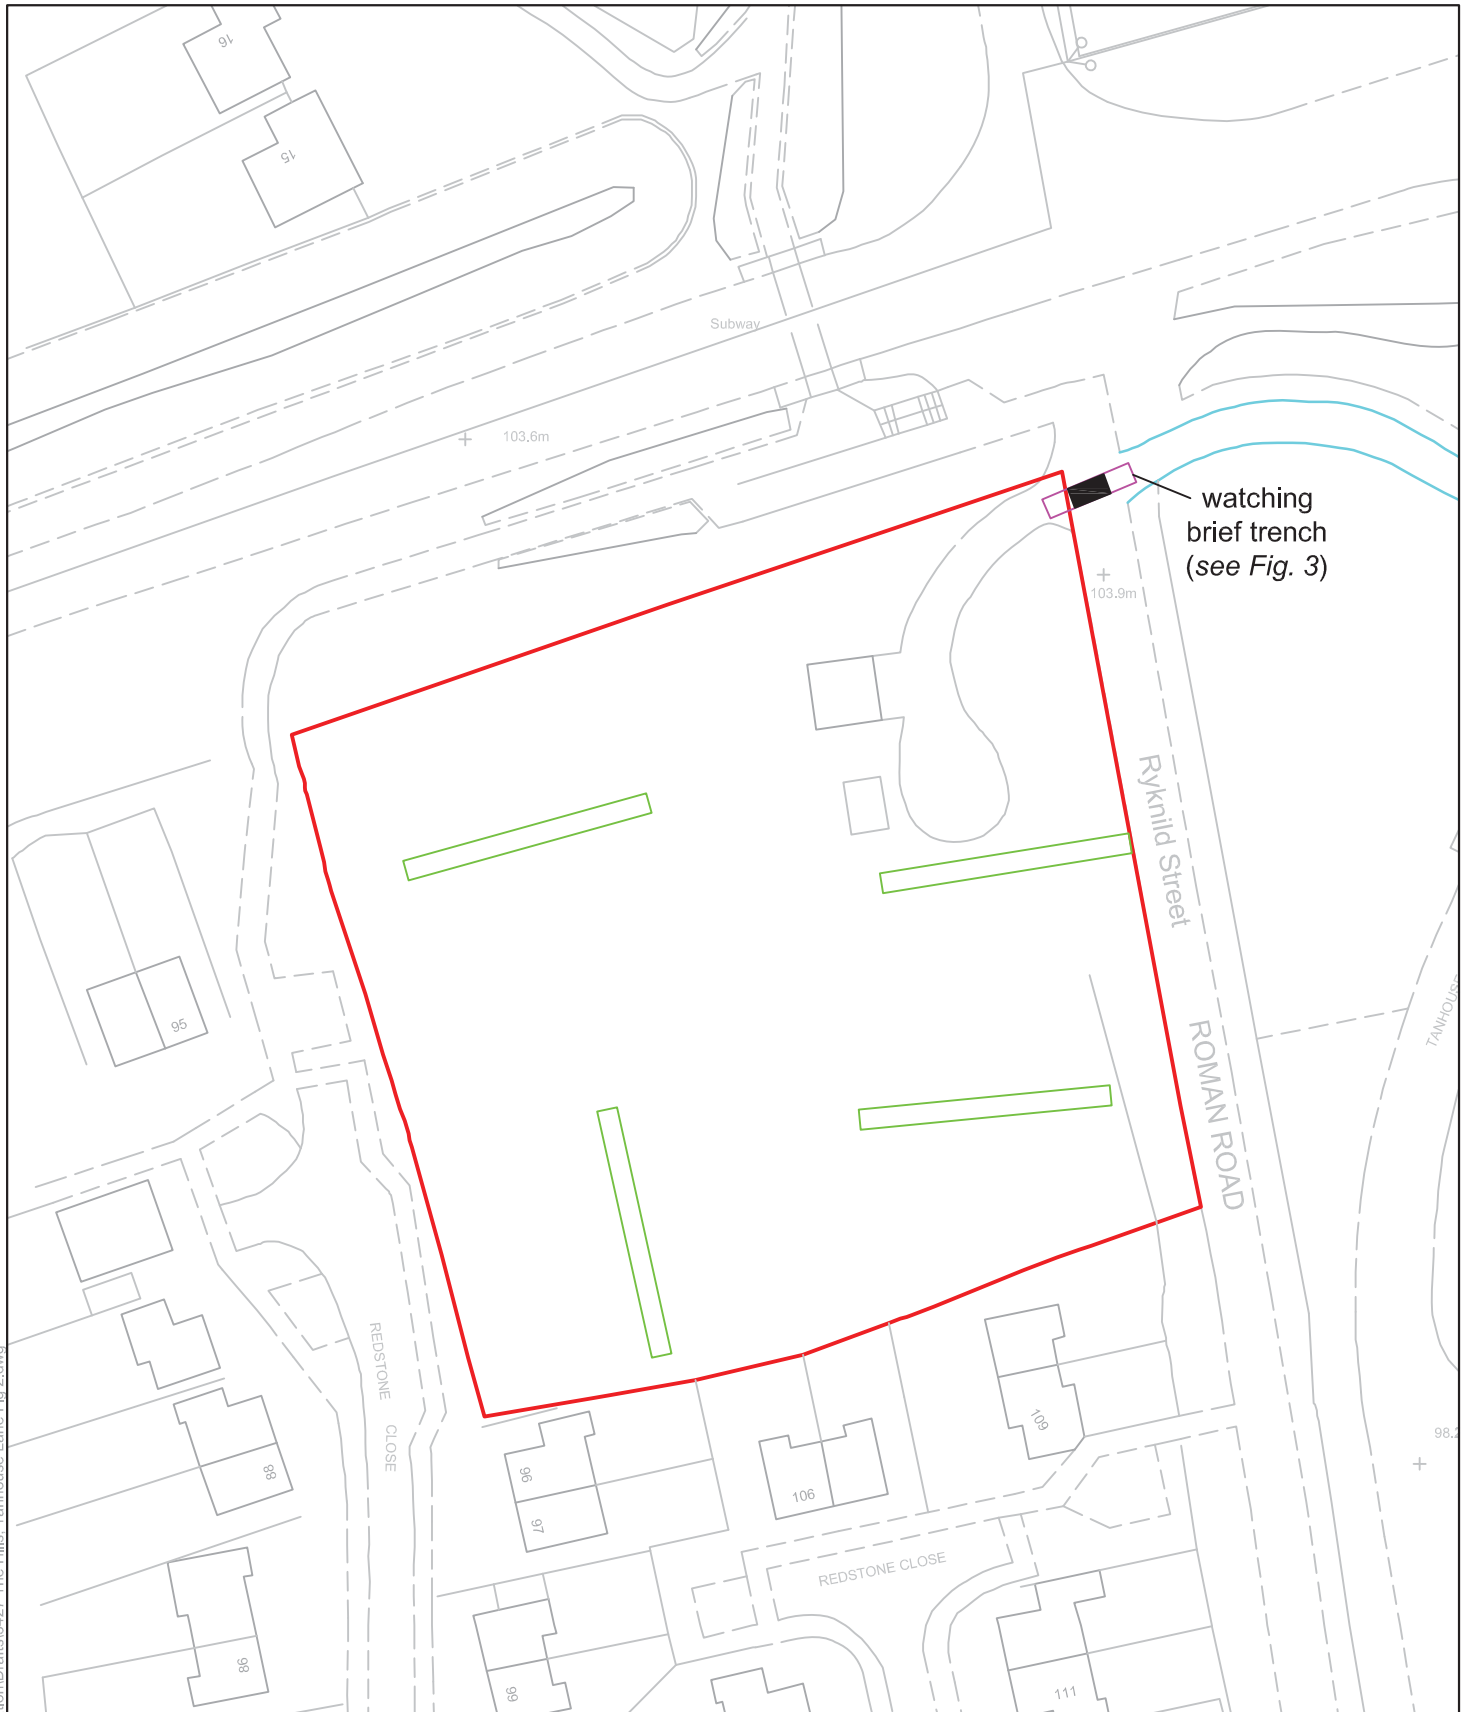 16
15
Subway
103.6m
watching
brief trench
(see Fig. 3)
103.9m
Ryknild Street
ROMAN ROAD
95
TANHOUSE
REDSTONE
CLOSE
88
96
97
106
109
REDSTONE CLOSE
98
99
111